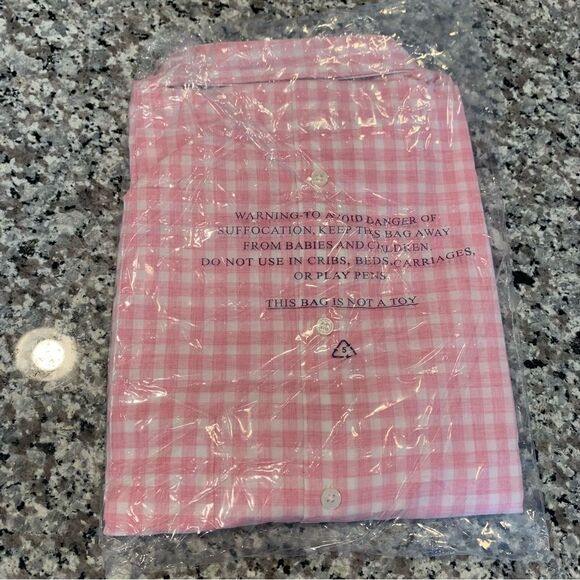 WARNING-TO AVOID DANGER OF
SUFFOCATION, KEEP THIS BAG AWAY
FROM BABIES AND CHILDREN.
DO NOT USE IN CRIBS, BEDS, CARRIAGES,
OR PLAY PENS.
THIS BAG IS NOT A TOY
5